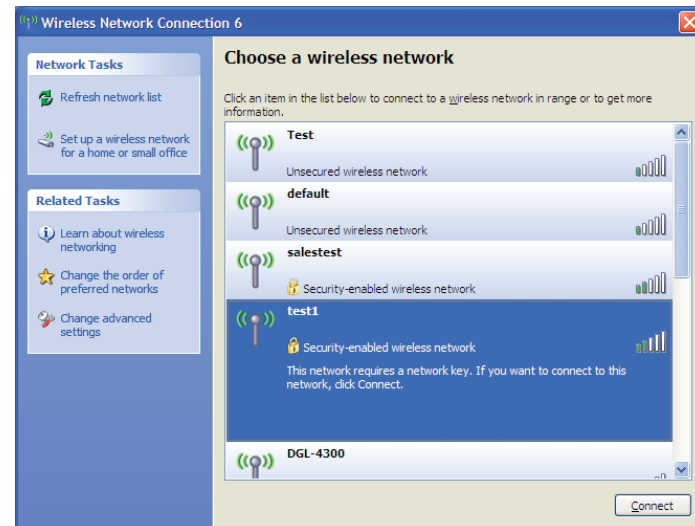 Wireless Network Connection 6
Network Tasks
Refresh network list
Set up a wireless network
for a home or small office
Related Tasks
Learn about wireless
networking
Change the order of
preferred networks
Change advanced
settings
Choose a wireless network
Click an item in the list below to connect to a wireless network in range or to get more
information.
Test
Unsecured wireless network
default
Unsecured wireless network
salestest
Security-enabled wireless network
test1
Security-enabled wireless network
This network requires a network key. If you want to connect to this
network, click Connect.
DGL-4300
Connect